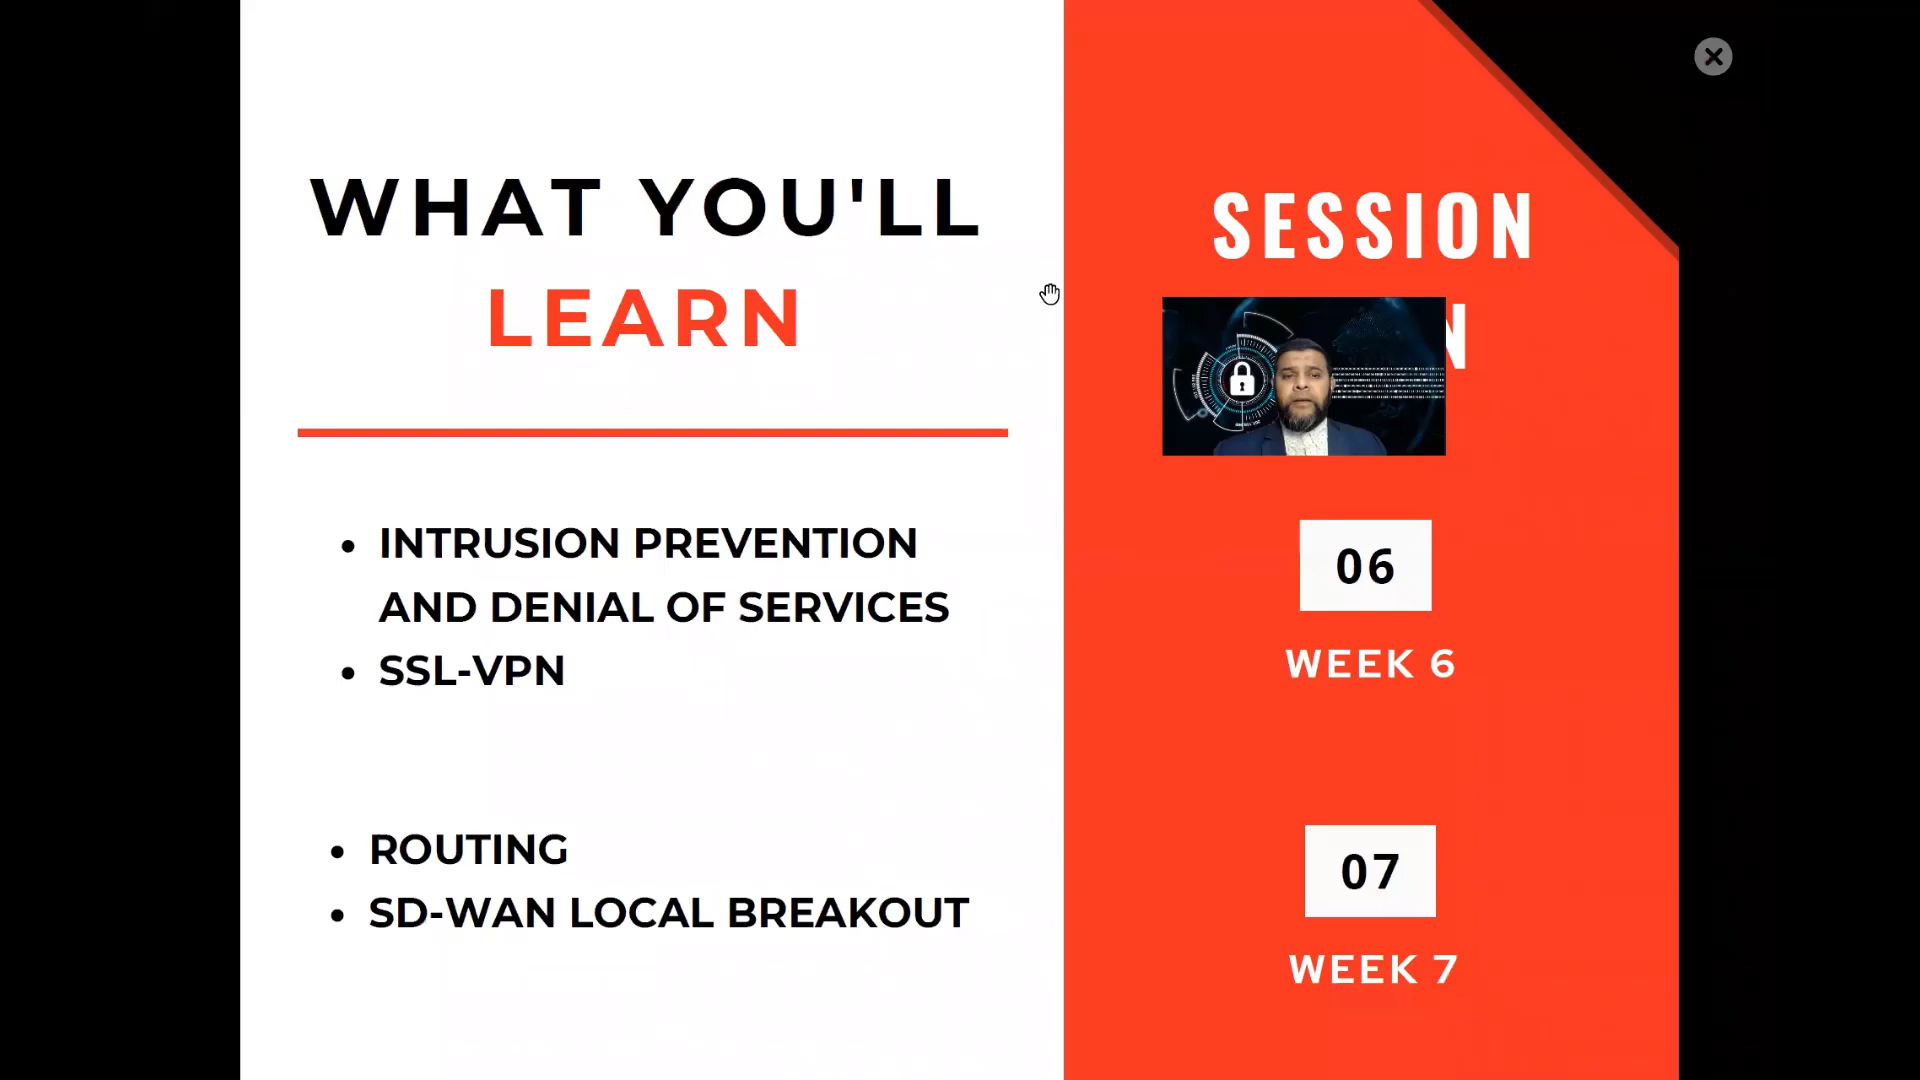 WHAT YOU'LL
LEARN
• INTRUSION PREVENTION
AND DENIAL OF SERVICES
• SSL-VPN
• ROUTING
• SD-WAN LOCAL BREAKOUT
SESSION
06
WEEK 6
07
WEEK 7